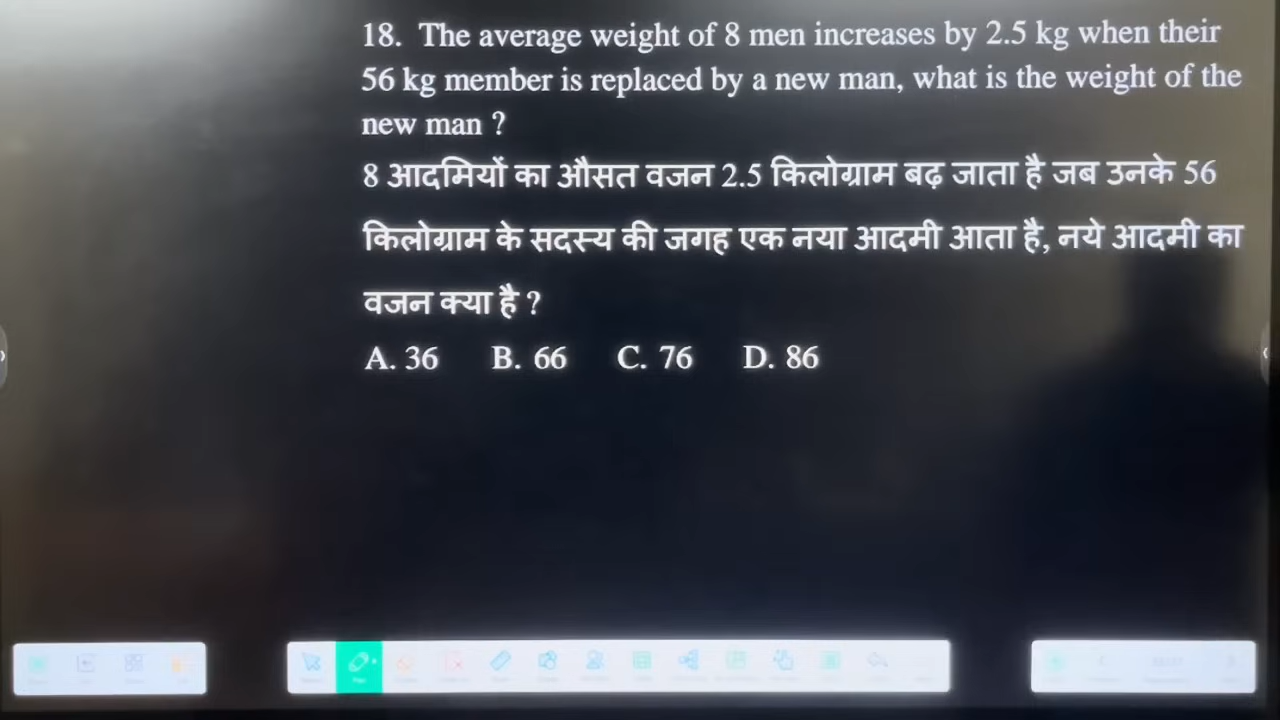 18. The average weight of 8 men increases by 2.5 kg when their
56 kg member is replaced by a new man, what is the weight of the
new man ?
8 आदमियों का औसत वजन 2.5 किलोग्राम बढ़ जाता है जब उनके 56
किलोग्राम के सदस्य की जगह एक नया आदमी आता है, नये आदमी का
वजन क्या है ?
A. 36 B. 66 C. 76 D. 86